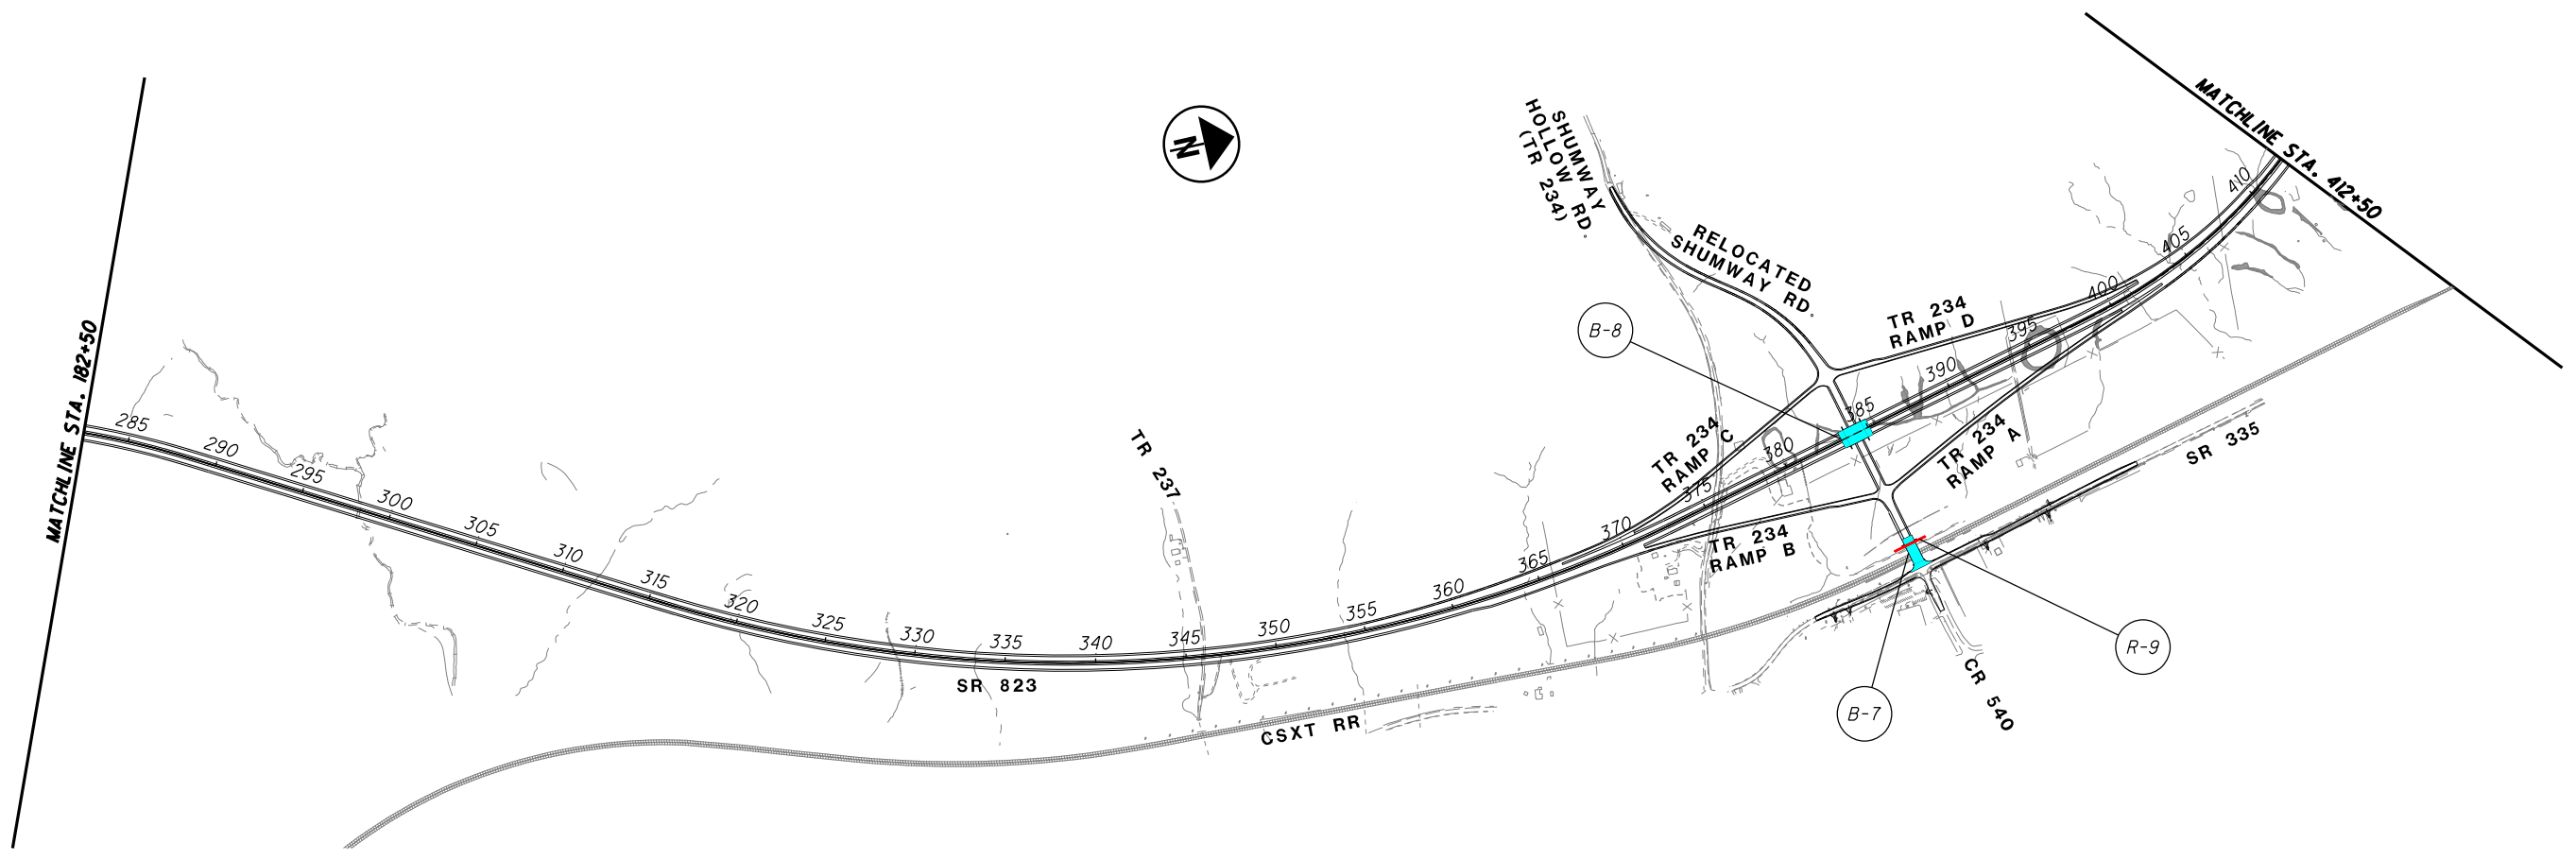 MATCHLINE STA. 182+50
MATCHLINE STA. 412+50
N
SHUMWAY
HOLLOW RD.
(TR 234)
RELOCATED
SHUMWAY RD.
B-8
TR 234
RAMP D
TR 234
RAMP C
TR 234
RAMP A
TR 234
RAMP B
SR 335
TR 237
285
290
295
300
305
310
315
320
325
330
335
340
345
350
355
360
365
370
375
380
385
390
395
400
405
410
SR 823
CSXT RR
B-7
R-9
CR 540